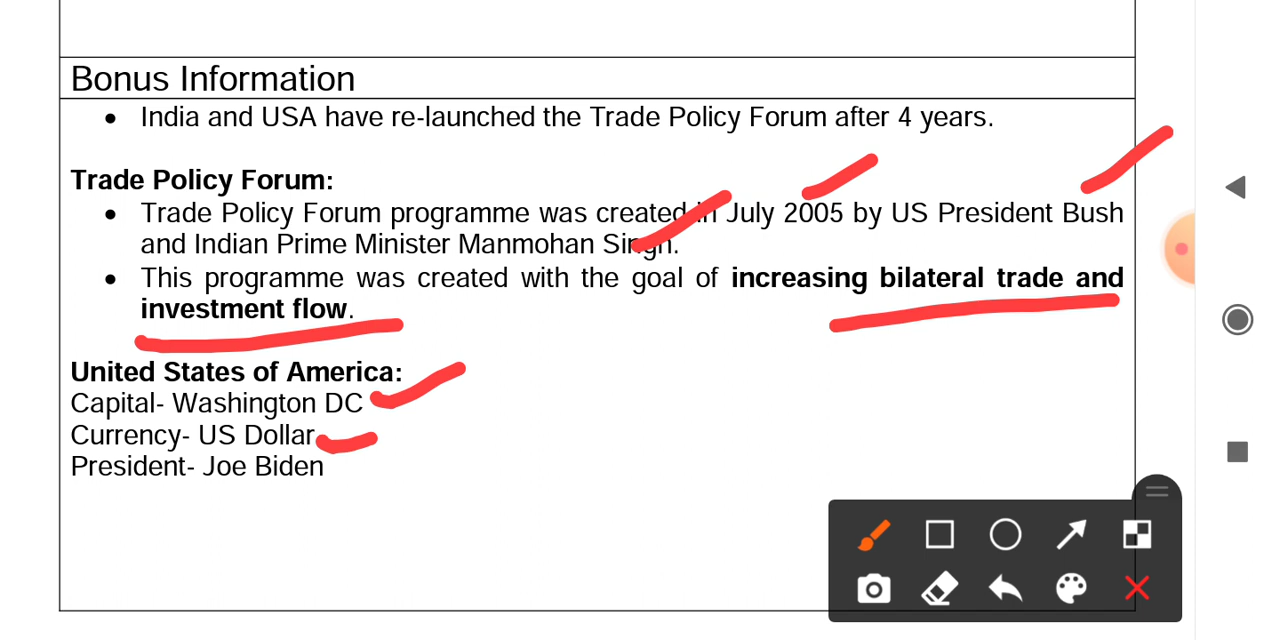 Bonus Information
• India and USA have re-launched the Trade Policy Forum after 4 years.
Trade Policy Forum:
• Trade Policy Forum programme was created in July 2005 by US President Bush
and Indian Prime Minister Manmohan Singh.
• This programme was created with the goal of increasing bilateral trade and
investment flow.
United States of America:
Capital- Washington DC
Currency- US Dollar
President- Joe Biden